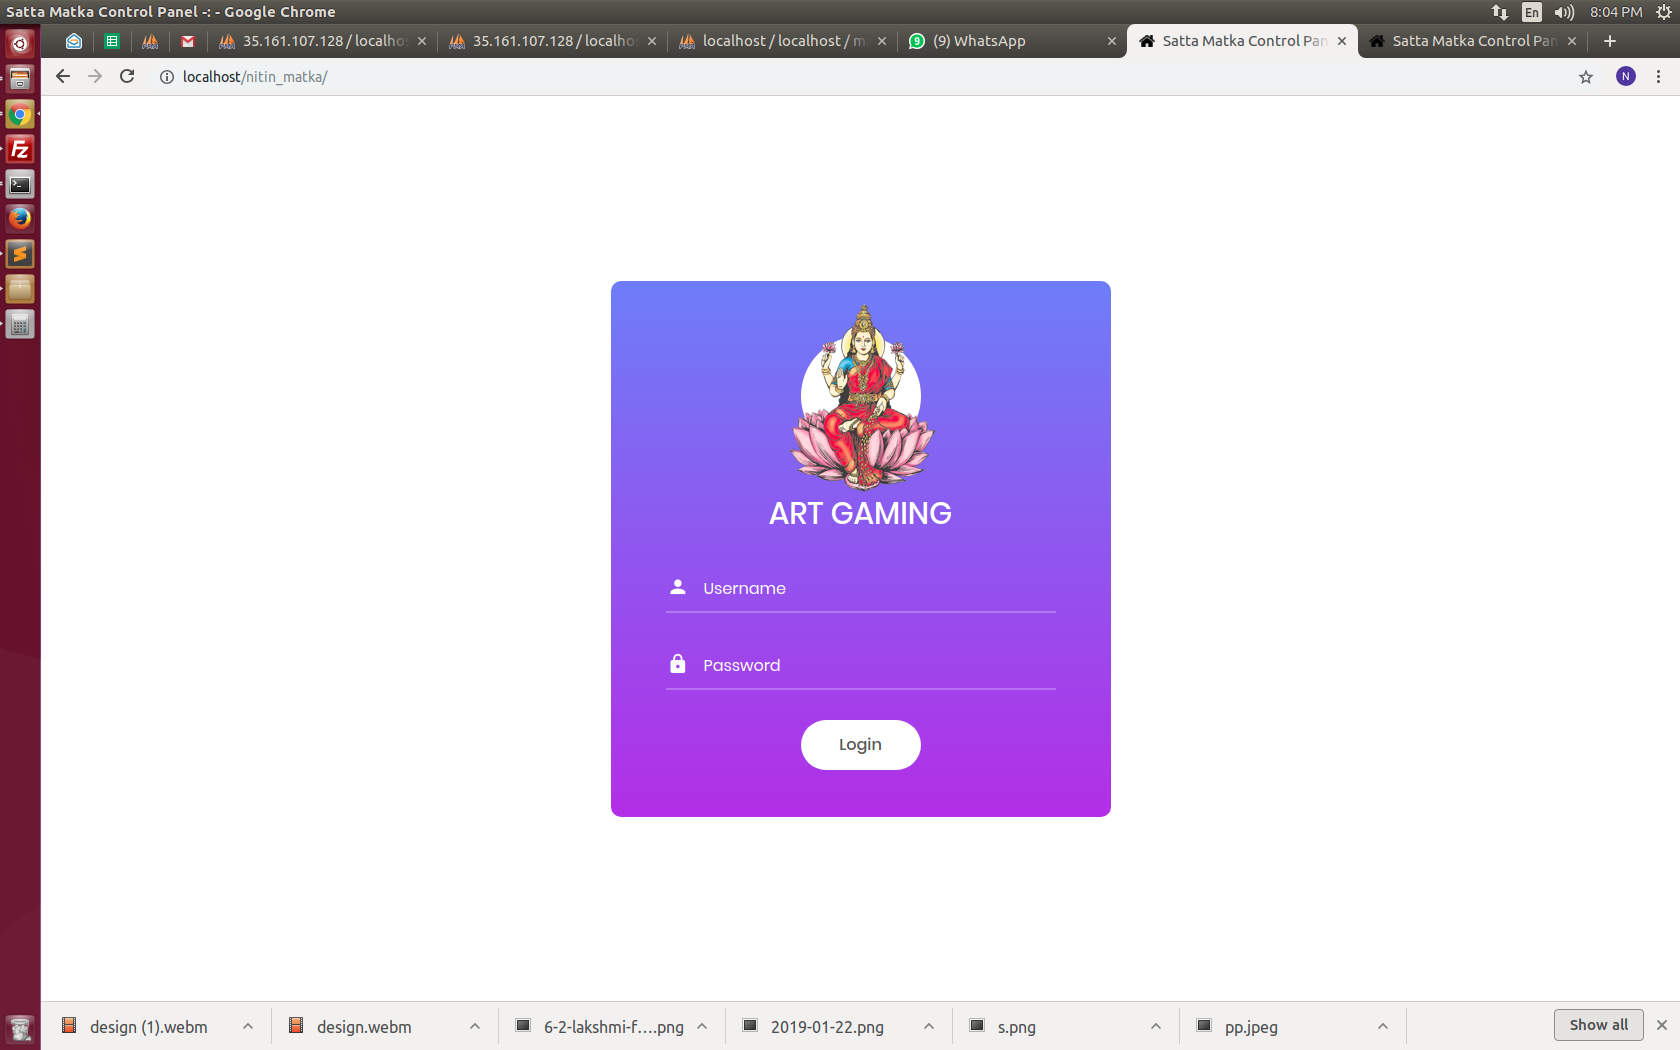 Satta Matka Control Panel -:- - Google Chrome
En
8:04 PM
35.161.107.128 / localho
35.161.107.128 / localho
localhost / localhost / m
(9) WhatsApp
Satta Matka Control Pan
Satta Matka Control Pan
localhost/nitin_matka/
N
ART GAMING
Username
Password
Login
design (1).webm
design.webm
6-2-lakshmi-f....png
2019-01-22.png
s.png
pp.jpeg
Show all